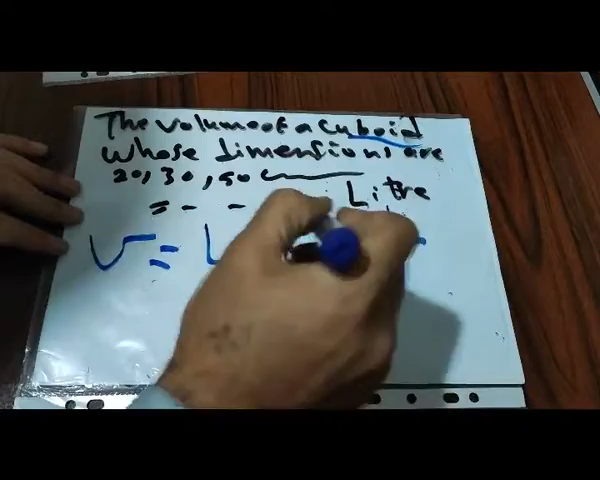 The volume of a Cuboid
whose dimensions are
20, 30, 50
= - - Litre
V = L